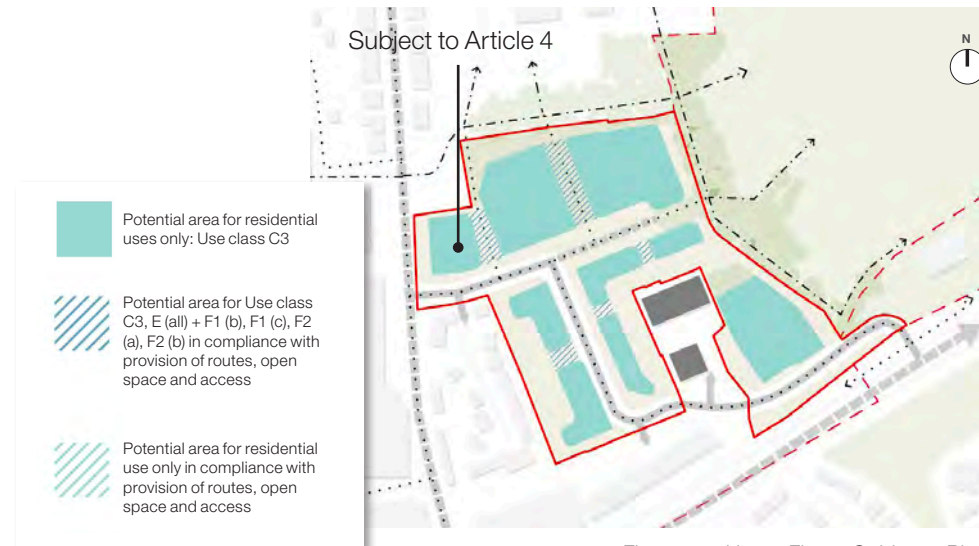 Subject to Article 4
N
Potential area for residential
uses only: Use class C3
Potential area for Use class
C3, E (all) + F1 (b), F1 (c), F2
(a), F2 (b) in compliance with
provision of routes, open
space and access
Potential area for residential
use only in compliance with
provision of routes, open
space and access